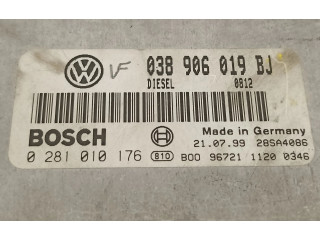 VF 038 906 019 BJ
DIESEL 0812
BOSCH
Made in Germany
21.07.99 28SA4086
0 281 010 176 B10 B00 96721 1120 0346